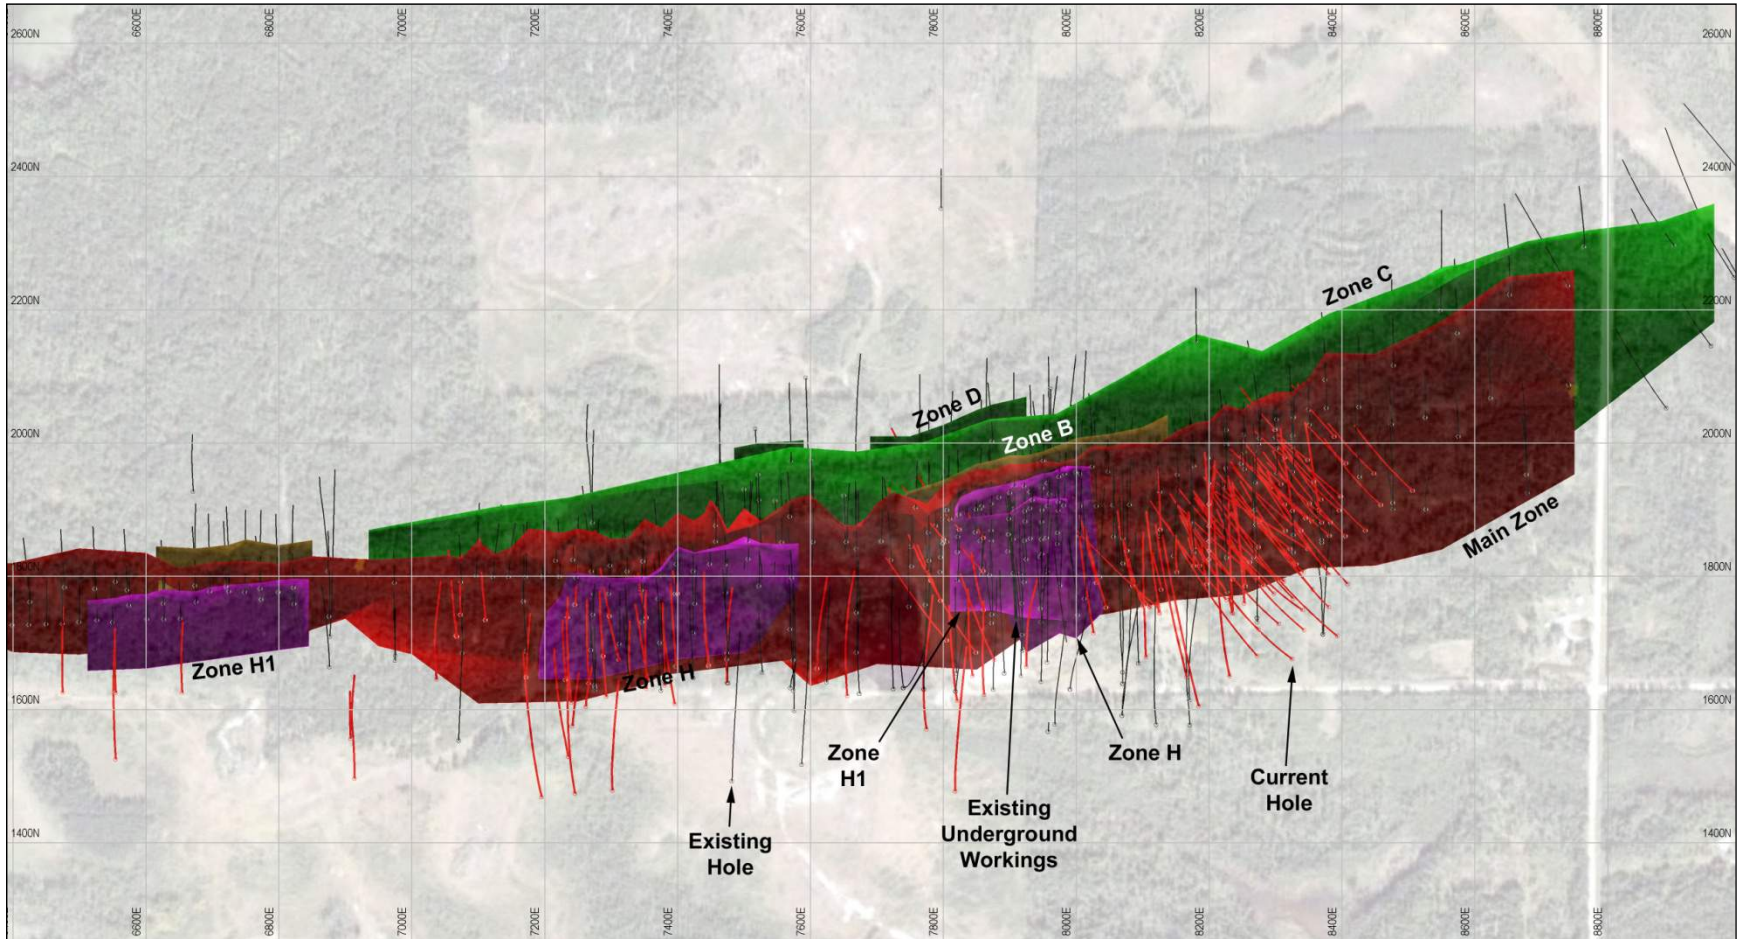 6600E 6800E 7000E 7200E 7400E 7600E 7800E 8000E 8200E 8400E 8600E 8800E
2600N 2600N
2400N 2400N
Zone C
2200N 2200N
Zone D
Zone B
2000N 2000N
Main Zone
1800N 1800N
Zone H1
Zone H
1600N 1600N
Zone
H1
Zone H
Current
Hole
Existing
Underground
Workings
Existing
Hole
1400N 1400N
6600E 6800E 7000E 7200E 7400E 7600E 7800E 8000E 8200E 8400E 8600E 8800E